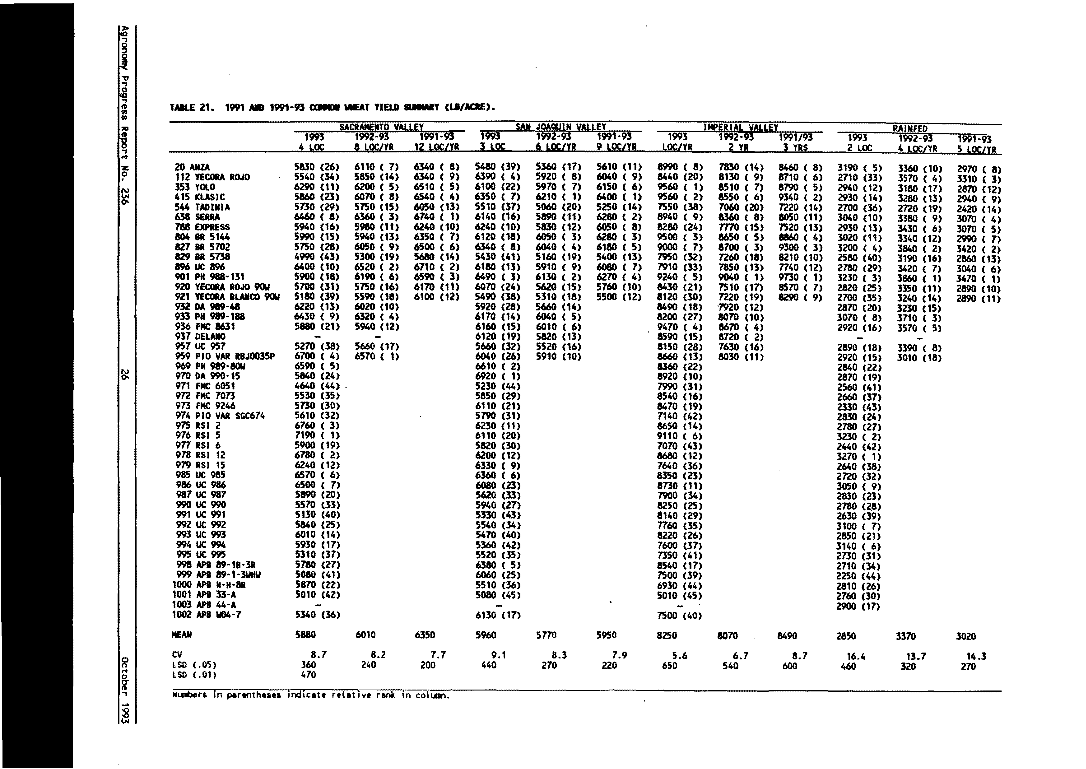 Agronomy Progress Report No. 236
26
October 1993
TABLE 21. 1991 AND 1991-93 COMMON WHEAT YIELD SUMMARY (LB/ACRE).
SACRAMENTO VALLEY SAN JOAQUIN VALLEY IMPERIAL VALLEY RAINFED
1993 1992-93 1991-93 1993 1992-93 1991-93 1993 1992-93 1991/93 1993 1992-93 1991-93
4 LOC 8 LOC/YR 12 LOC/YR 3 LOC 6 LOC/YR 9 LOC/YR LOC/YR 2 YR 3 YRS 2 LOC 4 LOC/YR 5 LOC/YR
20 ANZA 5830 (26) 6110 ( 7) 6340 ( 8) 5480 (39) 5360 (17) 5610 (11) 8990 ( 8) 7830 (14) 8460 ( 8) 3190 ( 5) 3360 (10) 2970 ( 8)
112 YECORA ROJO 5540 (34) 5850 (14) 6340 ( 9) 6390 ( 4) 5920 ( 8) 6040 ( 9) 8440 (20) 8130 ( 9) 8710 ( 6) 2710 (33) 3570 ( 4) 3310 ( 3)
353 YOLO 6290 (11) 6200 ( 5) 6510 ( 5) 6100 (22) 5970 ( 7) 6150 ( 6) 9560 ( 1) 8510 ( 7) 8790 ( 5) 2940 (12) 3180 (17) 2870 (12)
415 KLASIC 5860 (23) 6070 ( 8) 6540 ( 4) 6350 ( 7) 6210 ( 1) 6400 ( 1) 9560 ( 2) 8550 ( 6) 9340 ( 2) 2930 (14) 3280 (13) 2940 ( 9)
544 TADINIA 5730 (29) 5750 (15) 6050 (13) 5510 (37) 5060 (20) 5250 (14) 7550 (38) 7060 (20) 7220 (14) 2700 (36) 2720 (19) 2420 (14)
638 SERRA 6460 ( 8) 6360 ( 3) 6740 ( 1) 6140 (16) 5890 (11) 6280 ( 2) 8940 ( 9) 8360 ( 8) 8050 (11) 3040 (10) 3380 ( 9) 3070 ( 4)
788 EXPRESS 5940 (16) 5980 (11) 6240 (10) 6240 (10) 5830 (12) 6050 ( 8) 8280 (24) 7770 (15) 7520 (13) 2930 (13) 3430 ( 6) 3070 ( 5)
804 BR 5144 5990 (15) 5940 (13) 6350 ( 7) 6120 (18) 6050 ( 3) 6280 ( 3) 9500 ( 3) 8650 ( 5) 8860 ( 4) 3020 (11) 3340 (12) 2990 ( 7)
827 BR 5702 5750 (28) 6050 ( 9) 6500 ( 6) 6340 ( 8) 6040 ( 4) 6180 ( 5) 9000 ( 7) 8700 ( 3) 9300 ( 3) 3200 ( 4) 3840 ( 2) 3420 ( 2)
829 BR 5738 4990 (43) 5300 (19) 5680 (14) 5430 (41) 5160 (19) 5400 (13) 7950 (32) 7260 (18) 8210 (10) 2580 (40) 3190 (16) 2860 (13)
896 UC 896 6400 (10) 6520 ( 2) 6710 ( 2) 6180 (13) 5910 ( 9) 6080 ( 7) 7910 (33) 7850 (13) 7740 (12) 2780 (29) 3420 ( 7) 3040 ( 6)
901 PH 988-131 5900 (18) 6190 ( 6) 6590 ( 3) 6490 ( 3) 6130 ( 2) 6270 ( 4) 9240 ( 5) 9040 ( 1) 9730 ( 1) 3230 ( 3) 3860 ( 1) 3470 ( 1)
920 YECORA ROJO 90W 5700 (31) 5750 (16) 6170 (11) 6070 (24) 5620 (15) 5760 (10) 8430 (21) 7510 (17) 8570 ( 7) 2820 (25) 3350 (11) 2890 (10)
921 YECORA BLANCO 90W 5180 (39) 5590 (18) 6100 (12) 5490 (38) 5310 (18) 5500 (12) 8120 (30) 7220 (19) 8290 ( 9) 2700 (35) 3240 (14) 2890 (11)
932 DA 989-48 6220 (13) 6020 (10) 5920 (28) 5660 (14) 8490 (18) 7920 (12) 2870 (20) 3230 (15)
933 PH 989-188 6430 ( 9) 6320 ( 4) 6170 (14) 6040 ( 5) 8200 (27) 8070 (10) 3070 ( 8) 3710 ( 3)
936 FMC 8631 5880 (21) 5940 (12) 6160 (15) 6010 ( 6) 9470 ( 4) 8670 ( 4) 2920 (16) 3570 ( 5)
937 DELANO – 6120 (19) 5820 (13) 8590 (15) 8720 ( 2) –
957 UC 957 5270 (38) 5660 (17) 5660 (32) 5520 (16) 8150 (28) 7630 (16) 2890 (18) 3390 ( 8)
959 PIO VAR RBJ0035P 6700 ( 4) 6570 ( 1) 6040 (26) 5910 (10) 8660 (13) 8030 (11) 2920 (15) 3010 (18)
969 PH 989-80W 6590 ( 5) 6610 ( 2) 8360 (22) 2840 (22)
970 DA 990-15 5840 (24) 6920 ( 1) 8920 (10) 2870 (19)
971 FMC 6051 4640 (44) 5230 (44) 7990 (31) 2560 (41)
972 FMC 7073 5530 (35) 5850 (29) 8540 (16) 2660 (37)
973 FMC 9246 5730 (30) 6110 (21) 8470 (19) 2330 (43)
974 PIO VAR SGC674 5610 (32) 5790 (31) 7140 (42) 2830 (24)
975 RSI 2 6760 ( 3) 6230 (11) 8650 (14) 2780 (27)
976 RSI 5 7190 ( 1) 6110 (20) 9110 ( 6) 3230 ( 2)
977 RSI 6 5900 (19) 5820 (30) 7070 (43) 2440 (42)
978 RSI 12 6780 ( 2) 6200 (12) 8680 (12) 3270 ( 1)
979 RSI 15 6240 (12) 6330 ( 9) 7640 (36) 2640 (38)
985 UC 985 6570 ( 6) 6360 ( 6) 8350 (23) 2720 (32)
986 UC 986 6500 ( 7) 6080 (23) 8730 (11) 3050 ( 9)
987 UC 987 5890 (20) 5620 (33) 7900 (34) 2830 (23)
990 UC 990 5570 (33) 5940 (27) 8250 (25) 2780 (28)
991 UC 991 5130 (40) 5330 (43) 8140 (29) 2630 (39)
992 UC 992 5840 (25) 5540 (34) 7760 (35) 3100 ( 7)
993 UC 993 6010 (14) 5470 (40) 8220 (26) 2850 (21)
994 UC 994 5930 (17) 5360 (42) 7600 (37) 3140 ( 6)
995 UC 995 5310 (37) 5520 (35) 7350 (41) 2730 (31)
998 APB 89-1B-3B 5780 (27) 6380 ( 5) 8540 (17) 2710 (34)
999 APB 89-1-3WHW 5080 (41) 6060 (25) 7500 (39) 2250 (44)
1000 APB H-H-8R 5870 (22) 5510 (36) 6930 (44) 2810 (26)
1001 APB 33-A 5010 (42) 5080 (45) 5010 (45) 2760 (30)
1003 APB 44-A – – – 2900 (17)
1002 APB W84-7 5340 (36) 6130 (17) 7500 (40)
MEAN 5880 6010 6350 5960 5770 5950 8250 8070 8490 2850 3370 3020
CV 8.7 8.2 7.7 9.1 8.3 7.9 5.6 6.7 8.7 16.4 13.7 14.3
LSD (.05) 360 240 200 440 270 220 650 540 600 460 320 270
LSD (.01) 470
Numbers in parentheses indicate relative rank in column.